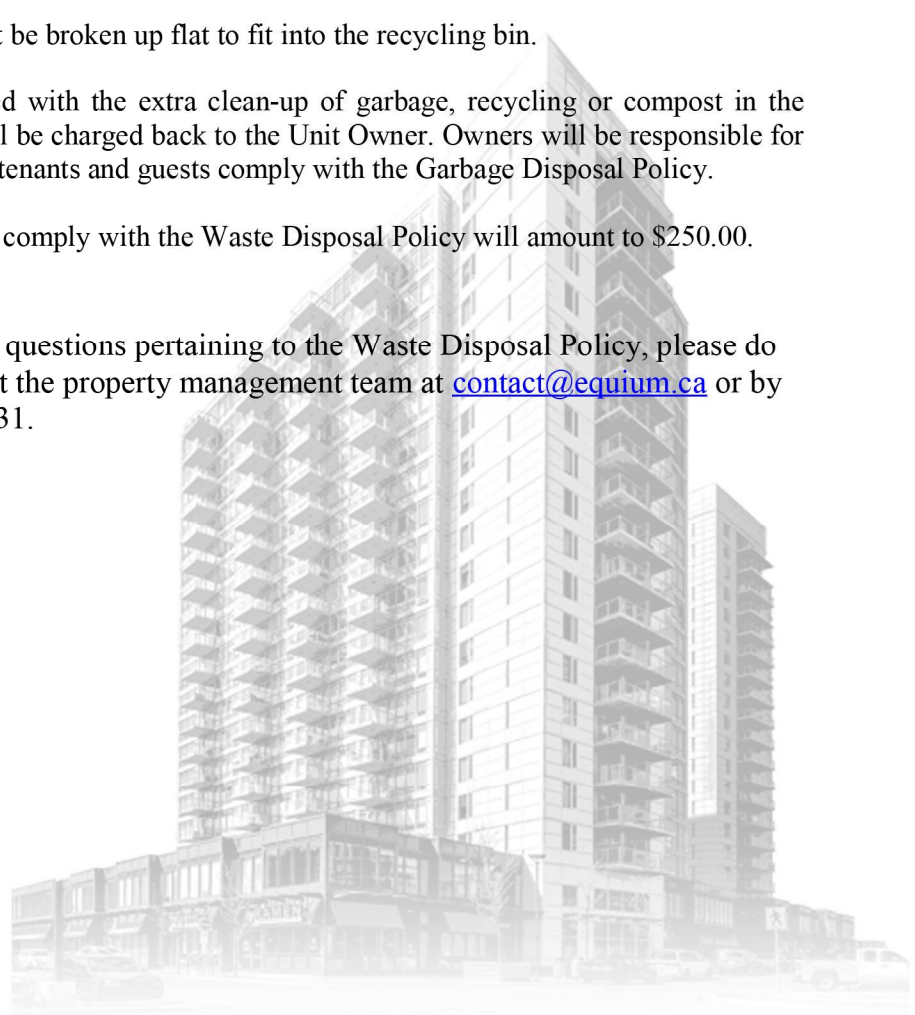 be broken up flat to fit into the recycling bin.
with the extra clean-up of garbage, recycling or compost in the
be charged back to the Unit Owner. Owners will be responsible for
tenants and guests comply with the Garbage Disposal Policy.
comply with the Waste Disposal Policy will amount to $250.00.
questions pertaining to the Waste Disposal Policy, please do
the property management team at contact@equium.ca or by
31.
RAMEN